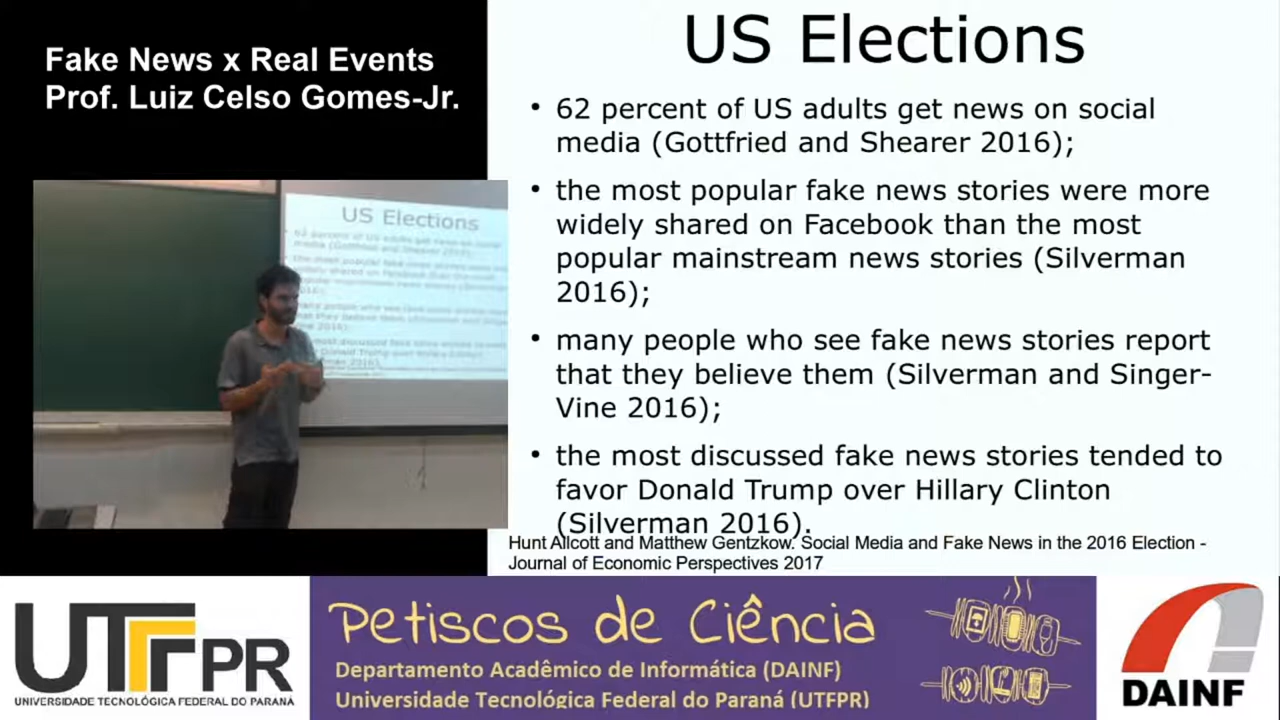 Fake News x Real Events
Prof. Luiz Celso Gomes-Jr.
US Elections
• 62 percent of US adults get news on social
media (Gottfried and Shearer 2016);
• the most popular fake news stories were more
widely shared on Facebook than the most
popular mainstream news stories (Silverman
2016);
• many people who see fake news stories report
that they believe them (Silverman and Singer-
Vine 2016);
• the most discussed fake news stories tended to
favor Donald Trump over Hillary Clinton
(Silverman 2016).
Hunt Allcott and Matthew Gentzkow. Social Media and Fake News in the 2016 Election -
Journal of Economic Perspectives 2017
US Elections
UTFPR
UNIVERSIDADE TECNOLÓGICA FEDERAL DO PARANÁ
Petiscos de Ciência
Departamento Acadêmico de Informática (DAINF)
Universidade Tecnológica Federal do Paraná (UTFPR)
DAINF